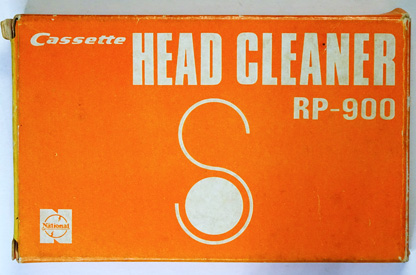 Cassette HEAD CLEANER
RP-900
National